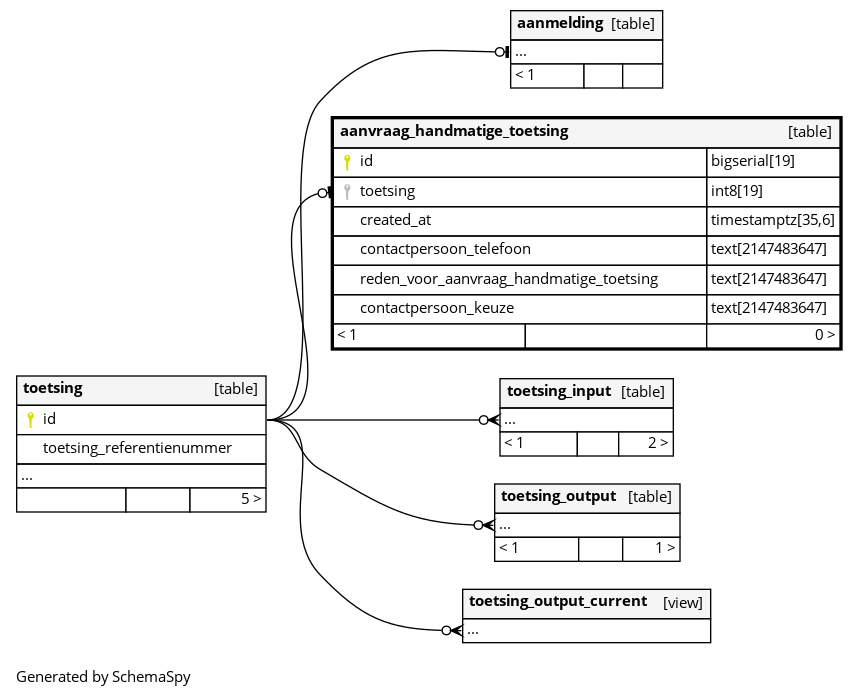 aanmelding [table]
...
< 1
aanvraag_handmatige_toetsing [table]
id bigserial[19]
toetsing int8[19]
created_at timestamptz[35,6]
contactpersoon_telefoon text[2147483647]
reden_voor_aanvraag_handmatige_toetsing text[2147483647]
contactpersoon_keuze text[2147483647]
< 1 0 >
toetsing [table]
id
toetsing_referentienummer
...
5 >
toetsing_input [table]
...
< 1 2 >
toetsing_output [table]
...
< 1 1 >
toetsing_output_current [view]
...
Generated by SchemaSpy